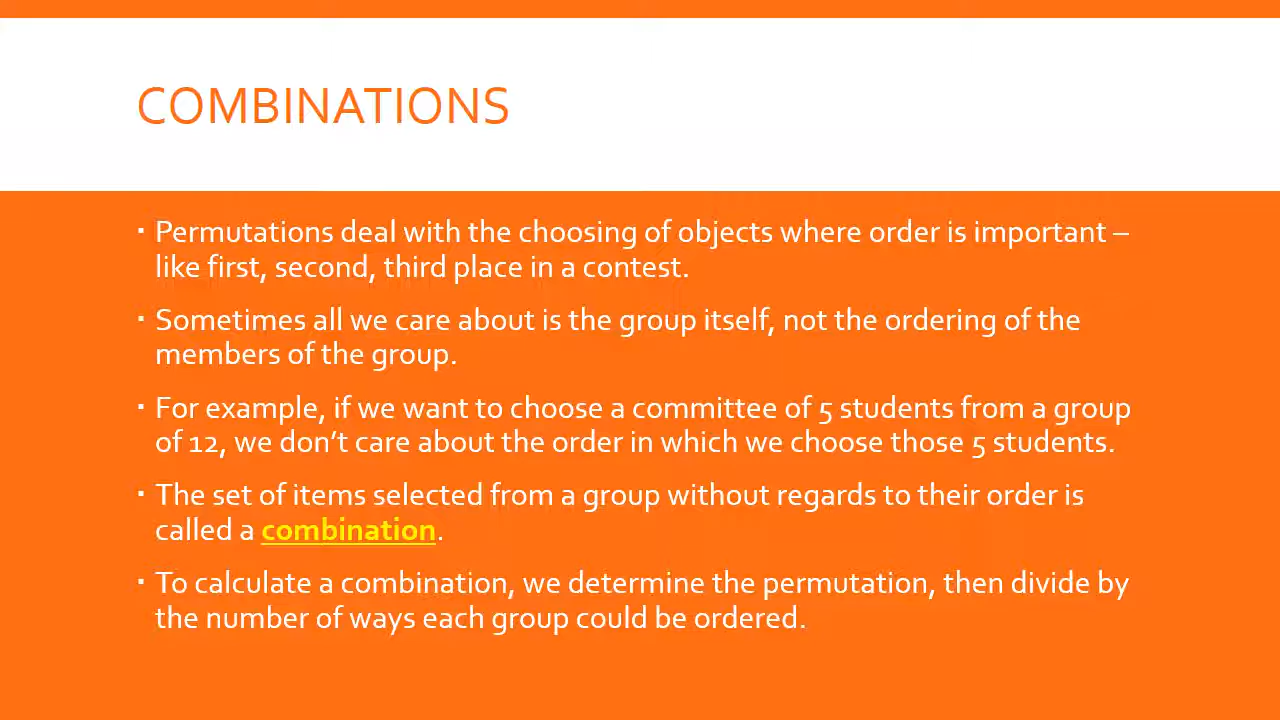 COMBINATIONS
▪ Permutations deal with the choosing of objects where order is important –
like first, second, third place in a contest.
▪ Sometimes all we care about is the group itself, not the ordering of the
members of the group.
▪ For example, if we want to choose a committee of 5 students from a group
of 12, we don’t care about the order in which we choose those 5 students.
▪ The set of items selected from a group without regards to their order is
called a combination.
▪ To calculate a combination, we determine the permutation, then divide by
the number of ways each group could be ordered.